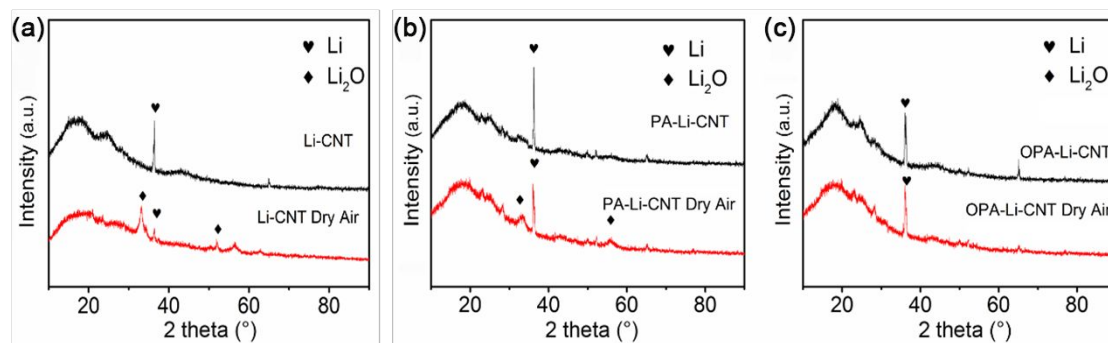 (a)
♥ Li
♦ Li₂O
Li-CNT
Li-CNT Dry Air
Intensity (a.u.)
20 40 60 80
2 theta (°)
(b)
♥ Li
♦ Li₂O
PA-Li-CNT
PA-Li-CNT Dry Air
Intensity (a.u.)
20 40 60 80
2 theta (°)
(c)
♥ Li
♦ Li₂O
OPA-Li-CNT
OPA-Li-CNT Dry Air
Intensity (a.u.)
20 40 60 80
2 theta (°)